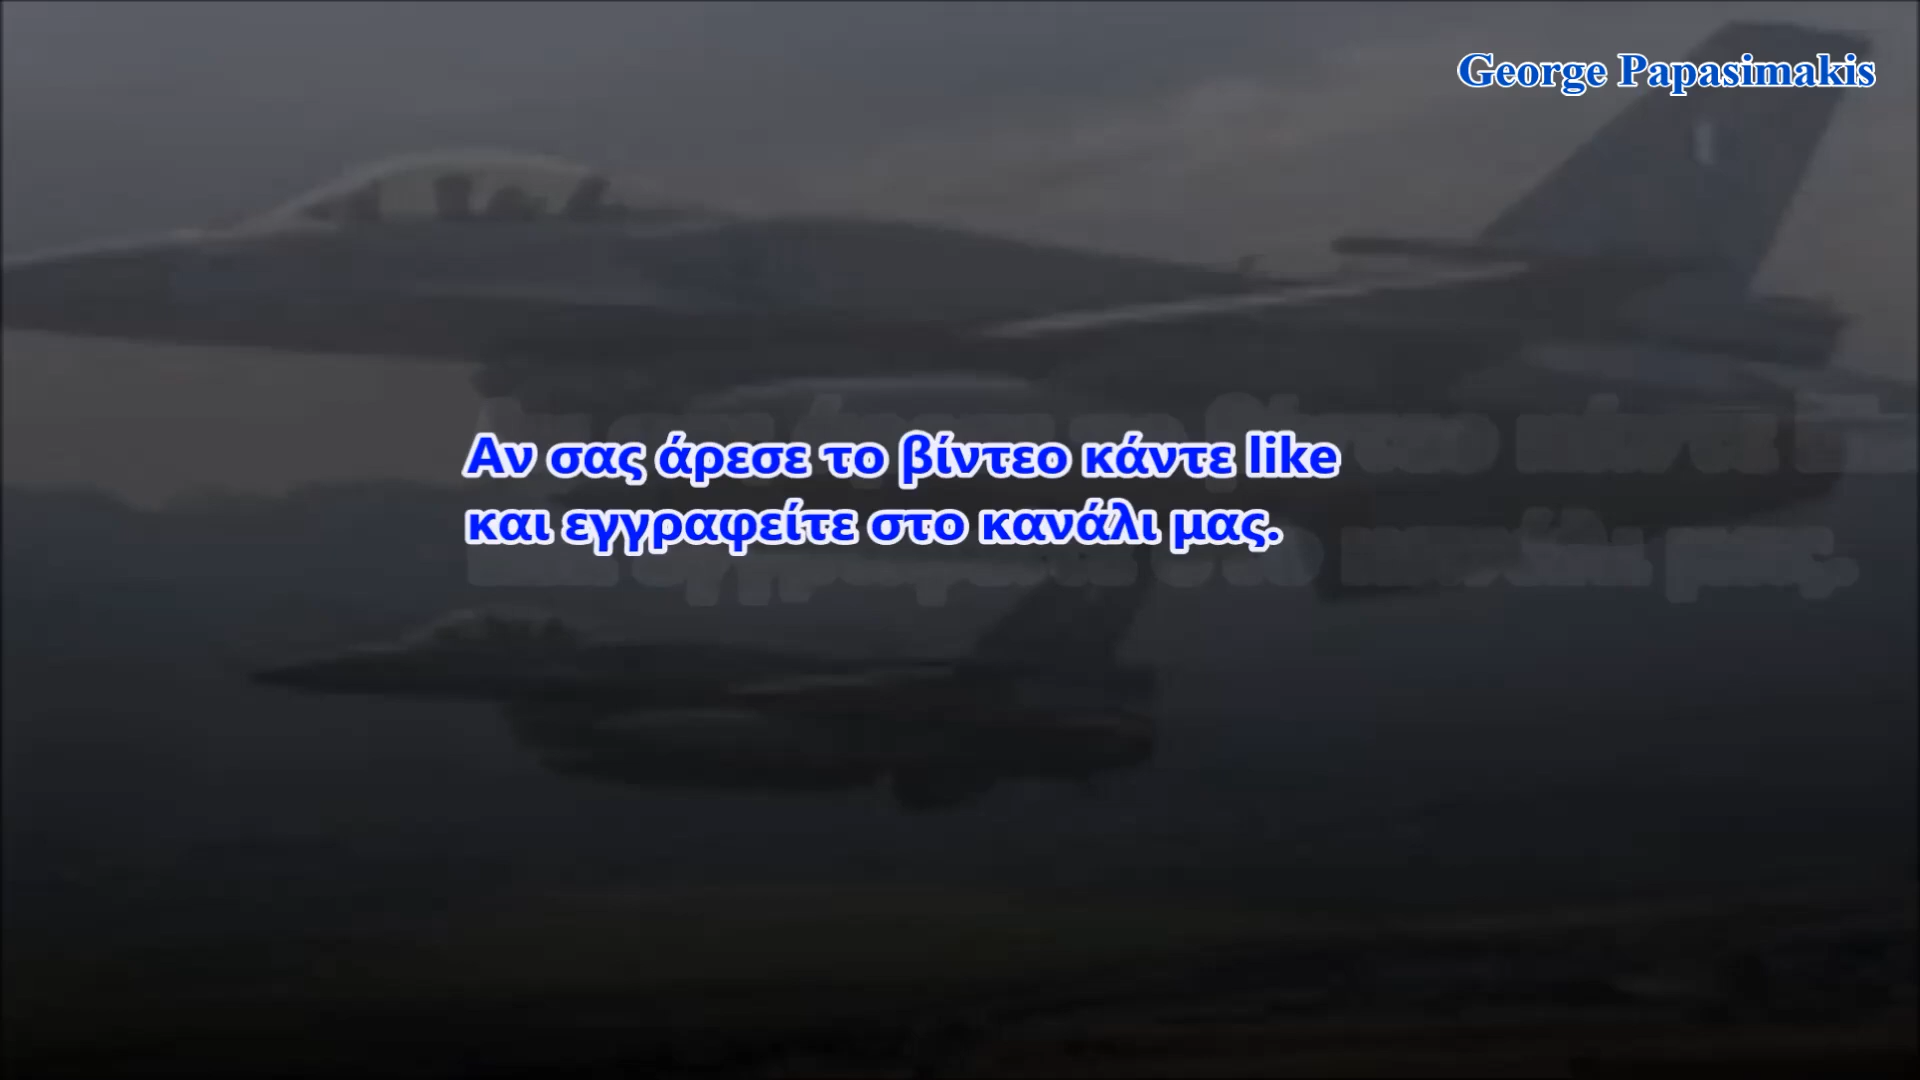 George Papasimakis
Αν σας άρεσε το βίντεο κάντε like
και εγγραφείτε στο κανάλι μας.